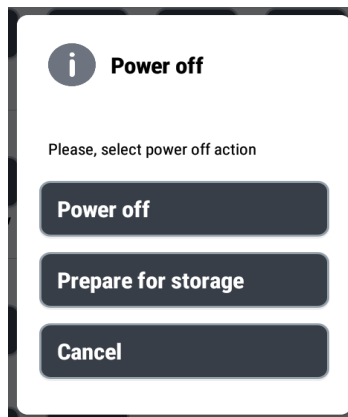 Power off
Please, select power off action
Power off
Prepare for storage
Cancel